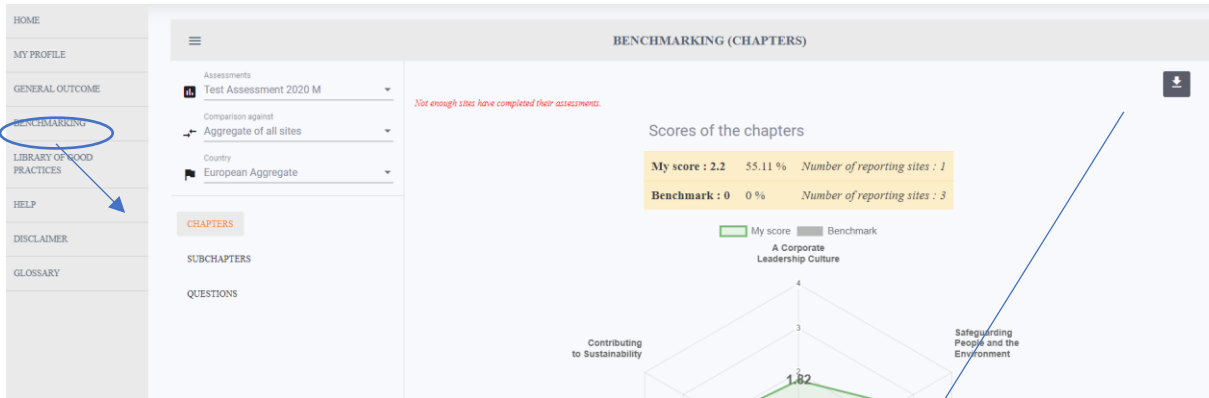 HOME
MY PROFILE
GENERAL OUTCOME
BENCHMARKING
LIBRARY OF GOOD
PRACTICES
HELP
DISCLAIMER
GLOSSARY
BENCHMARKING (CHAPTERS)
Assessments
Test Assessment 2020 M
Comparison against
Aggregate of all sites
Country
European Aggregate
CHAPTERS
SUBCHAPTERS
QUESTIONS
Not enough sites have completed their assessments.
Scores of the chapters
My score : 2.2 55.11 % Number of reporting sites : 1
Benchmark : 0 0 % Number of reporting sites : 3
My score Benchmark
A Corporate
Leadership Culture
4
3
2
1.82
Contributing
to Sustainability
Safeguarding
People and the
Environment